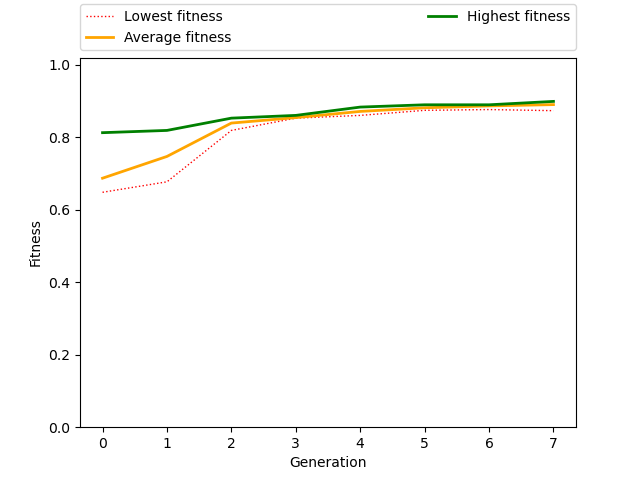 Lowest fitness
Average fitness
Highest fitness
1.0
0.8
0.6
0.4
0.2
0.0
Fitness
0 1 2 3 4 5 6 7
Generation